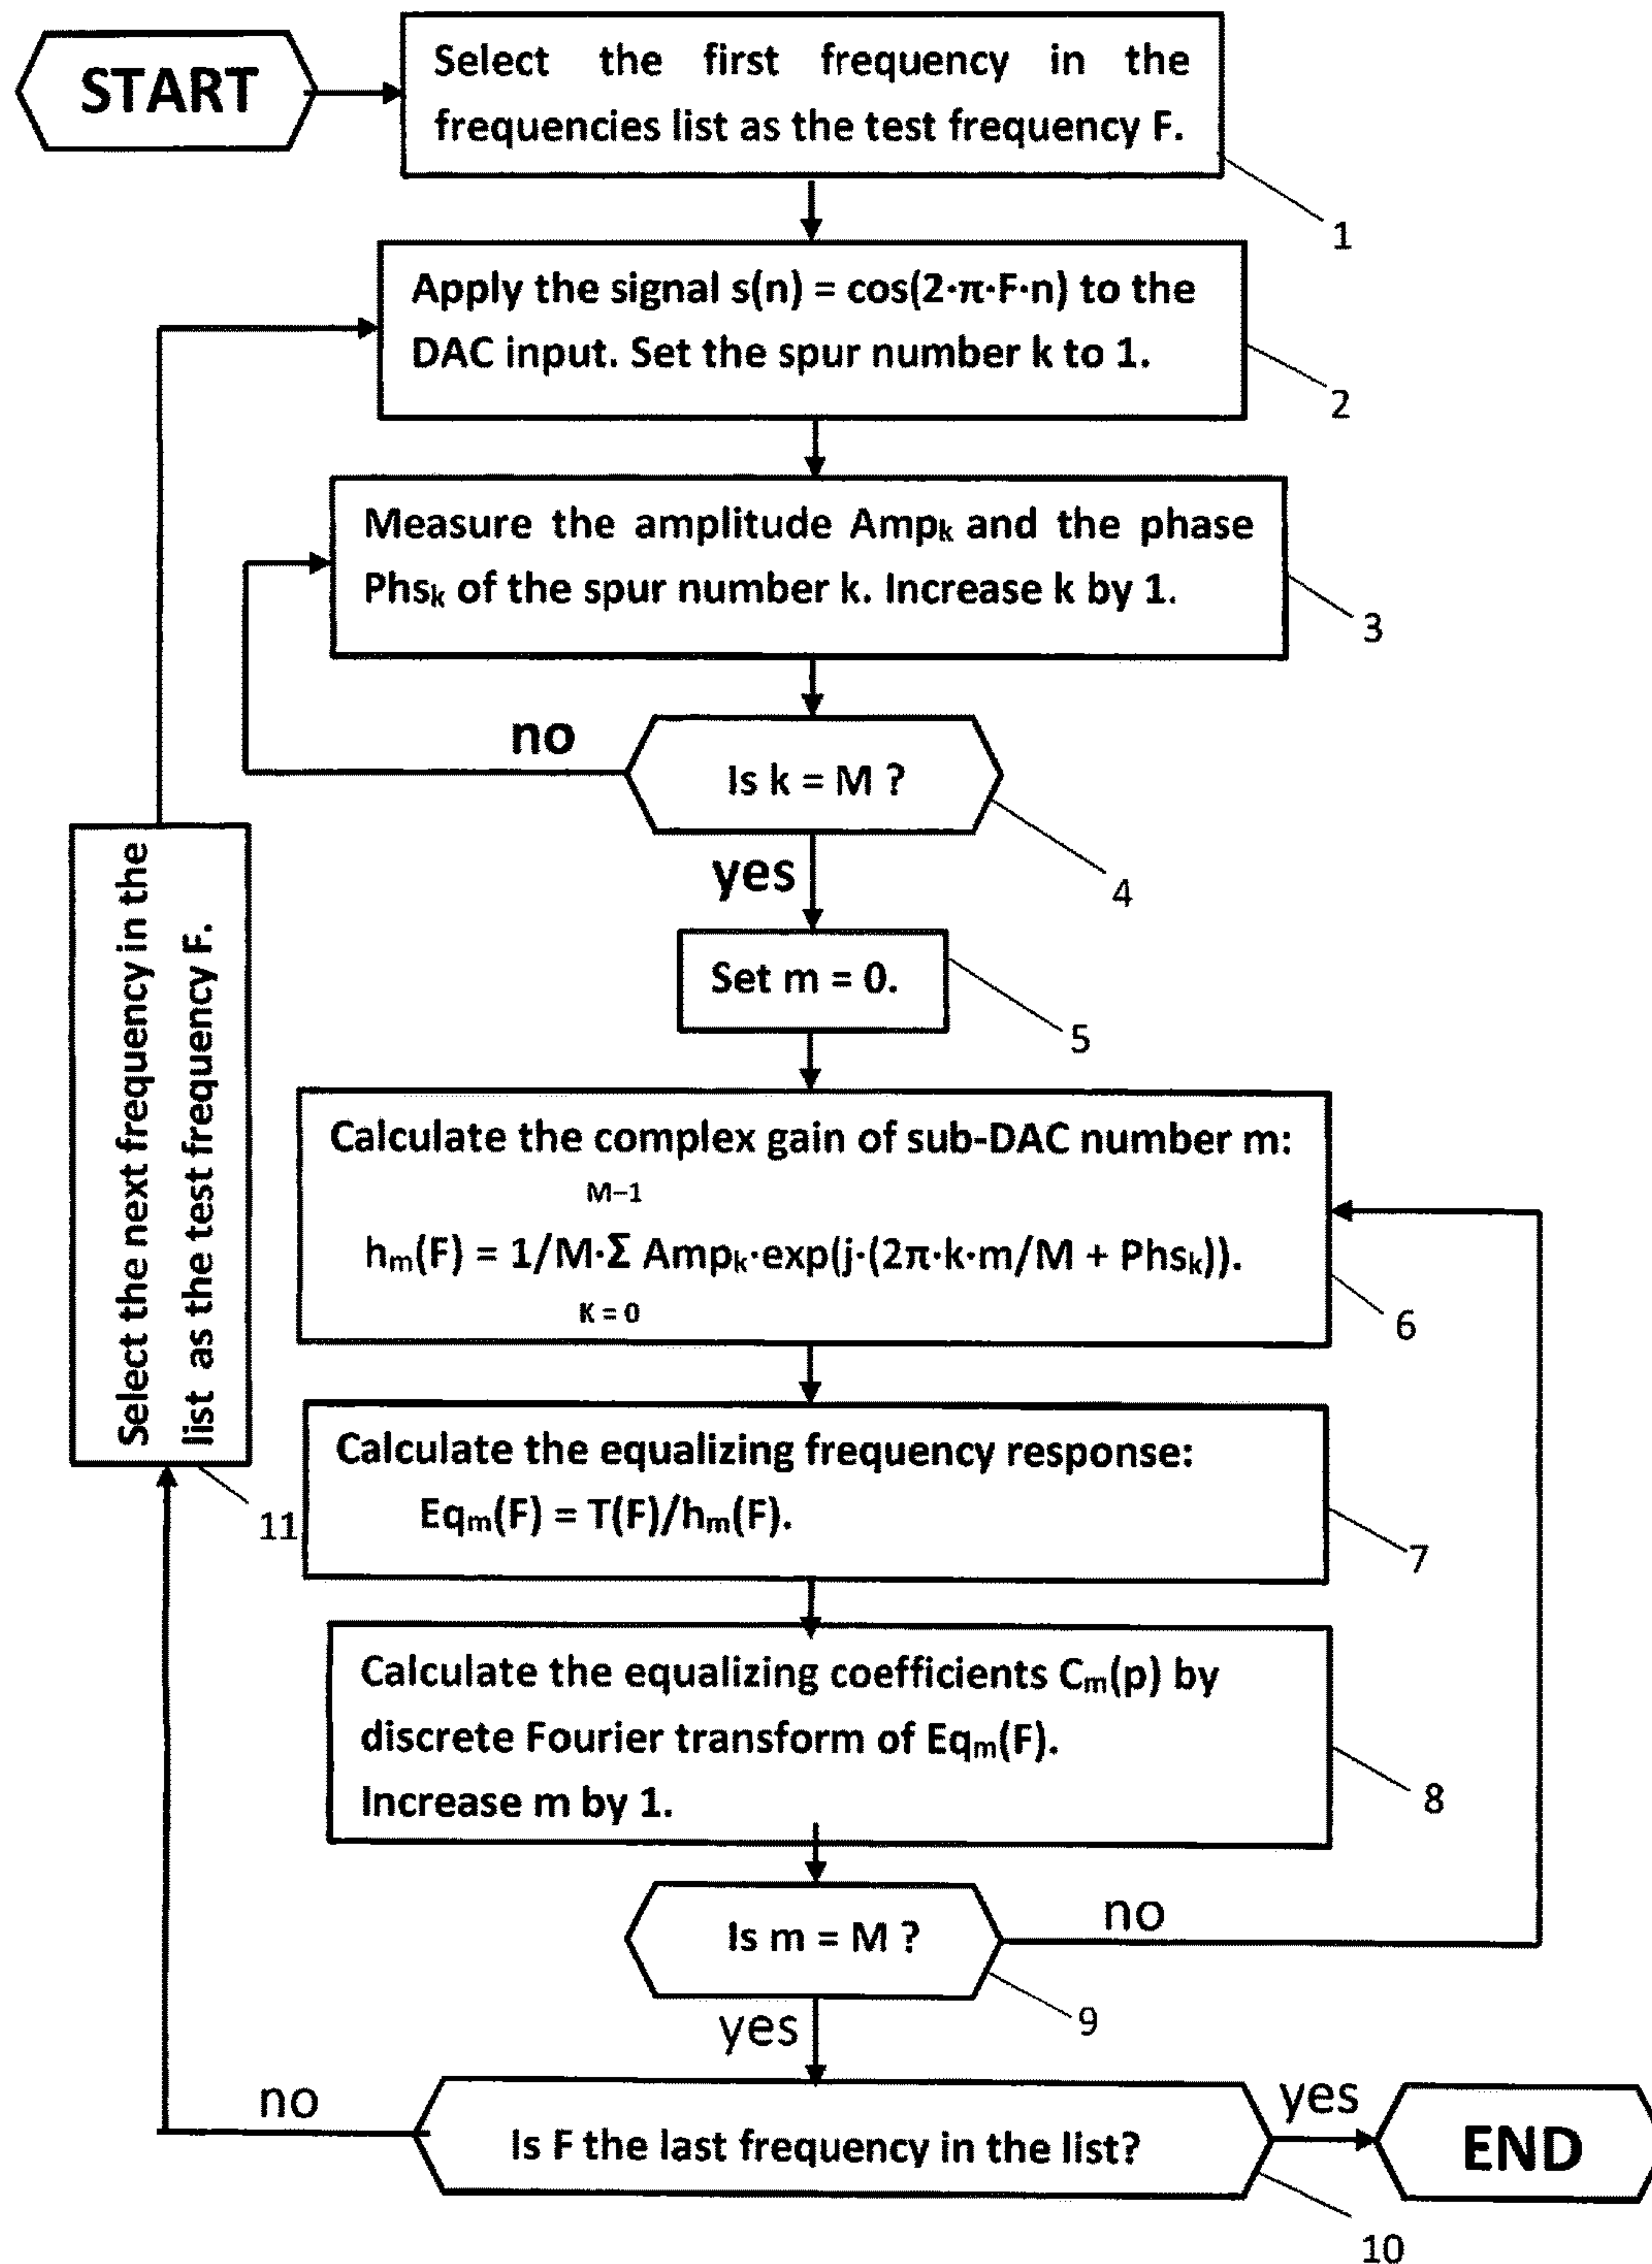 START
Select the first frequency in the
frequencies list as the test frequency F.
1
Apply the signal s(n) = cos(2·π·F·n) to the
DAC input. Set the spur number k to 1.
2
Measure the amplitude Ampₖ and the phase
Phsₖ of the spur number k. Increase k by 1.
3
no
Is k = M ?
4
yes
Set m = 0.
5
Calculate the complex gain of sub-DAC number m:
M−1
hₘ(F) = 1/M·Σ Ampₖ·exp(j·(2π·k·m/M + Phsₖ)).
K = 0
6
Calculate the equalizing frequency response:
Eqₘ(F) = T(F)/hₘ(F).
7
Calculate the equalizing coefficients Cₘ(p) by
discrete Fourier transform of Eqₘ(F).
Increase m by 1.
8
Is m = M ?
no
9
yes
Is F the last frequency in the list?
10
yes
END
no
Select the next frequency in the
list as the test frequency F.
11